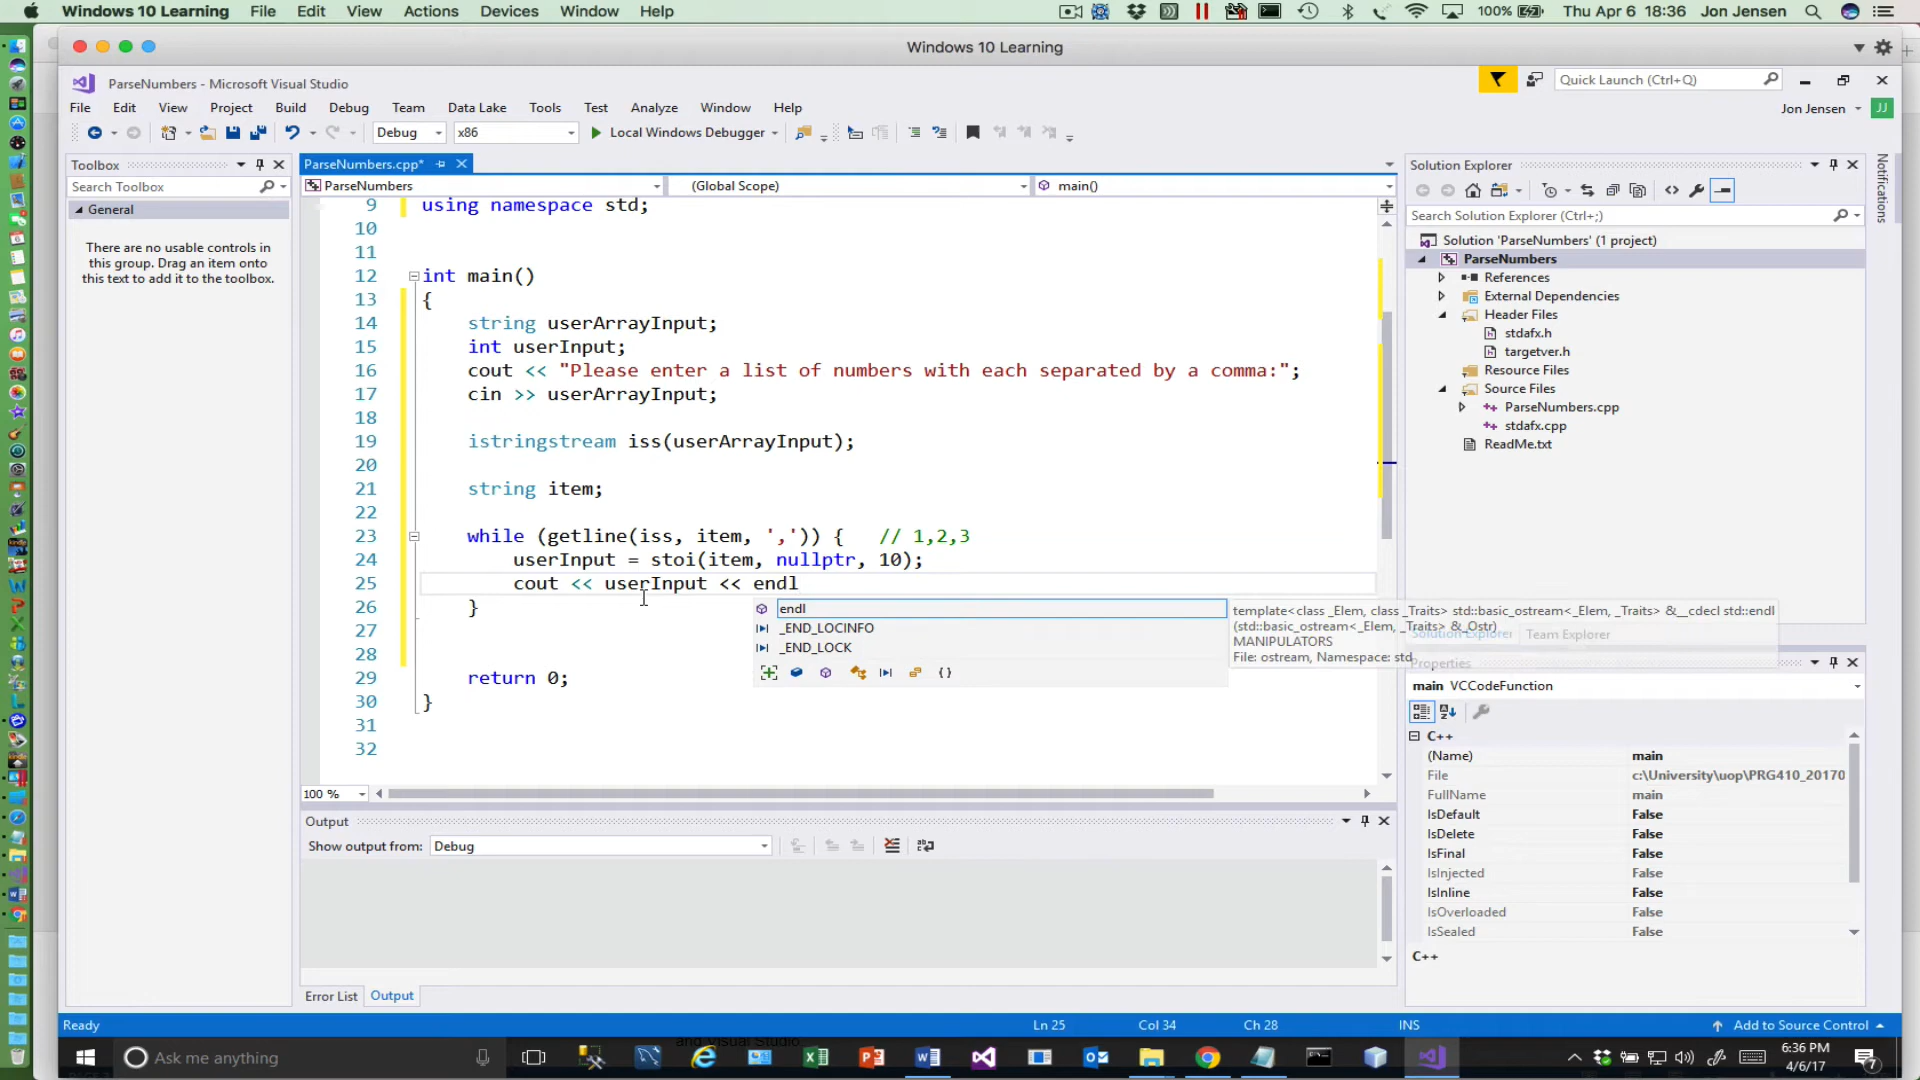 Windows 10 Learning File Edit View Actions Devices Window Help 100% Thu Apr 6 18:36 Jon Jensen
Windows 10 Learning
ParseNumbers - Microsoft Visual Studio Quick Launch (Ctrl+Q)
File Edit View Project Build Debug Team Data Lake Tools Test Analyze Window Help Jon Jensen JJ
Debug x86 Local Windows Debugger
Toolbox
Search Toolbox
General
There are no usable controls in
this group. Drag an item onto
this text to add it to the toolbox.
ParseNumbers.cpp*
ParseNumbers (Global Scope) main()
9 using namespace std;
10
11
12 int main()
13 {
14 string userArrayInput;
15 int userInput;
16 cout << "Please enter a list of numbers with each separated by a comma:";
17 cin >> userArrayInput;
18
19 istringstream iss(userArrayInput);
20
21 string item;
22
23 while (getline(iss, item, ',')) { // 1,2,3
24 userInput = stoi(item, nullptr, 10);
25 cout << userInput << endl
26 }
27
28
29 return 0;
30 }
31
32
endl
_END_LOCINFO
_END_LOCK
{ }
template<class _Elem, class _Traits> std::basic_ostream<_Elem, _Traits> &__cdecl std::endl
(std::basic_ostream<_Elem, _Traits> &_Ostr)
MANIPULATORS
File: ostream, Namespace: std
100 %
Output
Show output from: Debug
Error List Output
Solution Explorer
Search Solution Explorer (Ctrl+;)
Solution 'ParseNumbers' (1 project)
ParseNumbers
References
External Dependencies
Header Files
stdafx.h
targetver.h
Resource Files
Source Files
ParseNumbers.cpp
stdafx.cpp
ReadMe.txt
Solution Explorer Team Explorer
Properties
main VCCodeFunction
C++
(Name) main
File c:\University\uop\PRG410_20170
FullName main
IsDefault False
IsDelete False
IsFinal False
IsInjected False
IsInline False
IsOverloaded False
IsSealed False
C++
Notifications
Ready Ln 25 Col 34 Ch 28 INS Add to Source Control
and Visual Studio
Ask me anything
6:36 PM
4/6/17
7